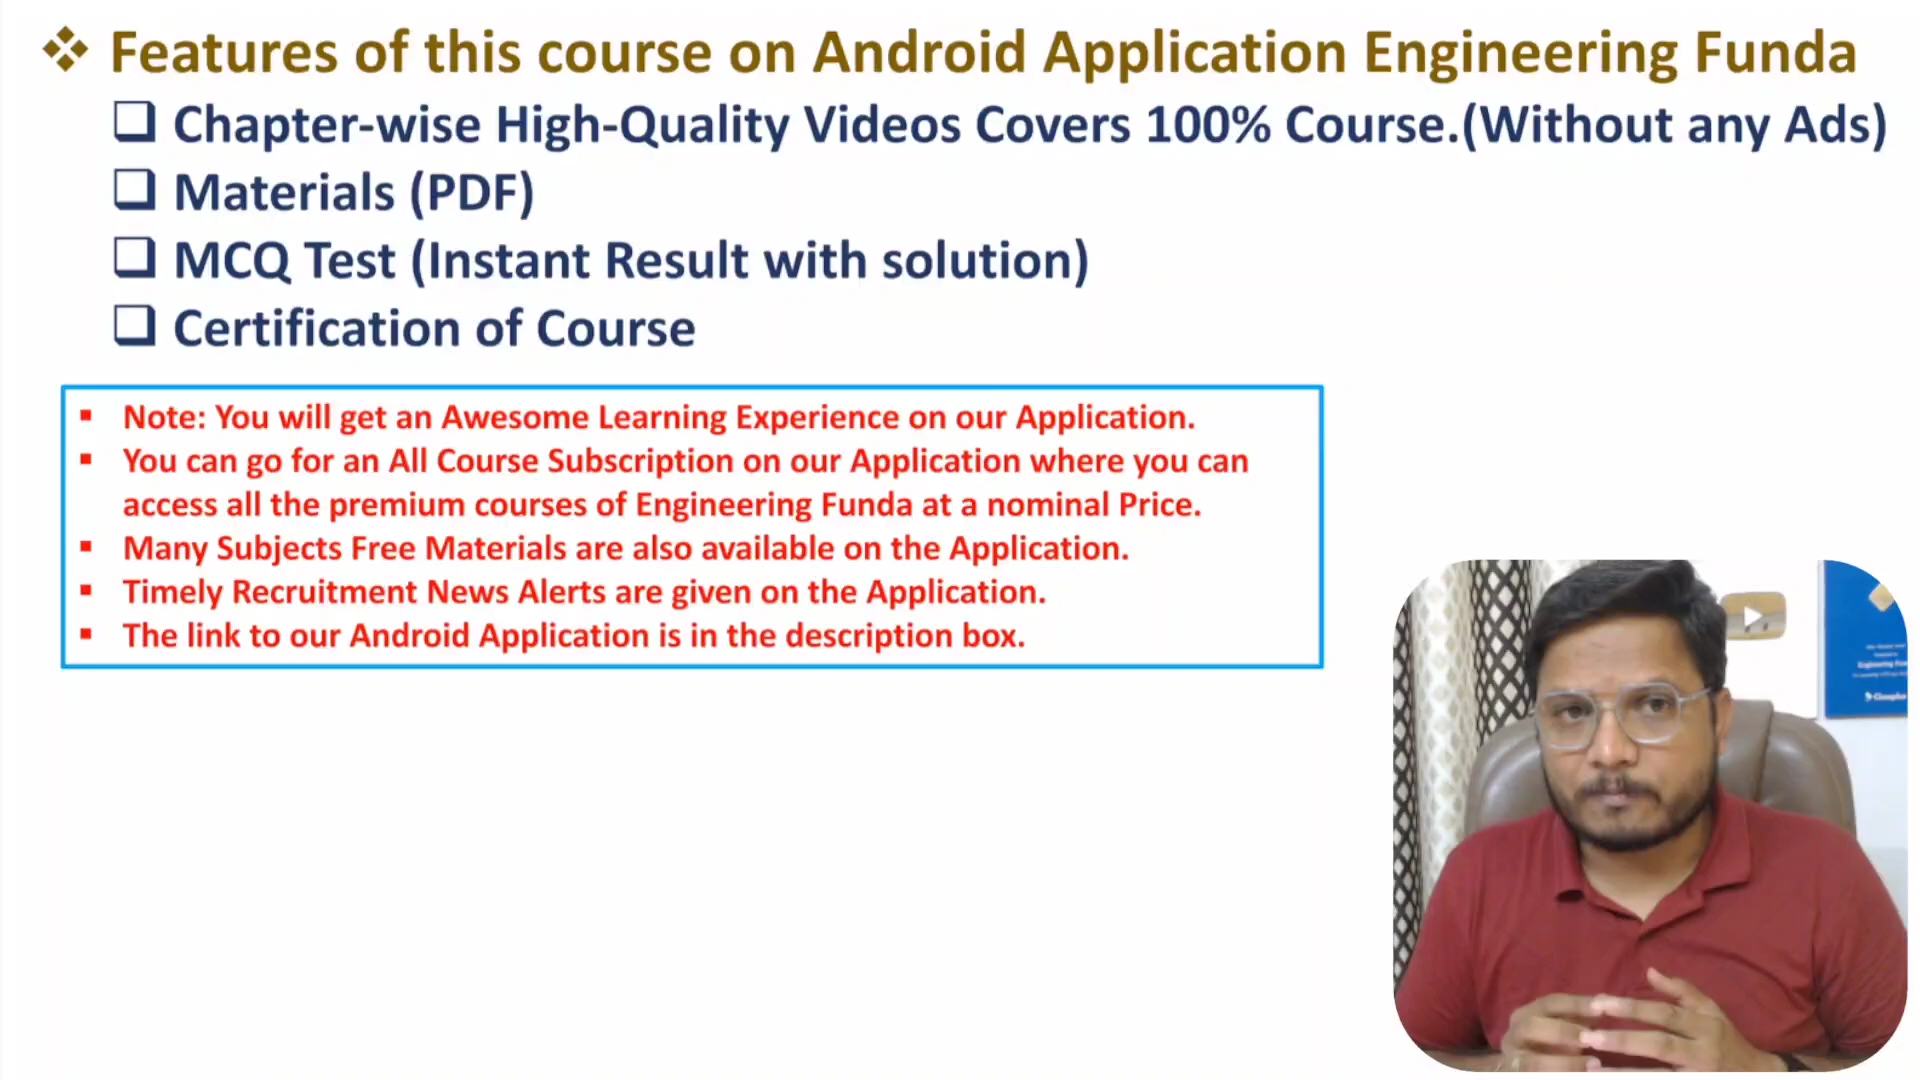 Features of this course on Android Application Engineering Funda
Chapter-wise High-Quality Videos Covers 100% Course.(Without any Ads)
Materials (PDF)
MCQ Test (Instant Result with solution)
Certification of Course
Note: You will get an Awesome Learning Experience on our Application.
You can go for an All Course Subscription on our Application where you can
access all the premium courses of Engineering Funda at a nominal Price.
Many Subjects Free Materials are also available on the Application.
Timely Recruitment News Alerts are given on the Application.
The link to our Android Application is in the description box.